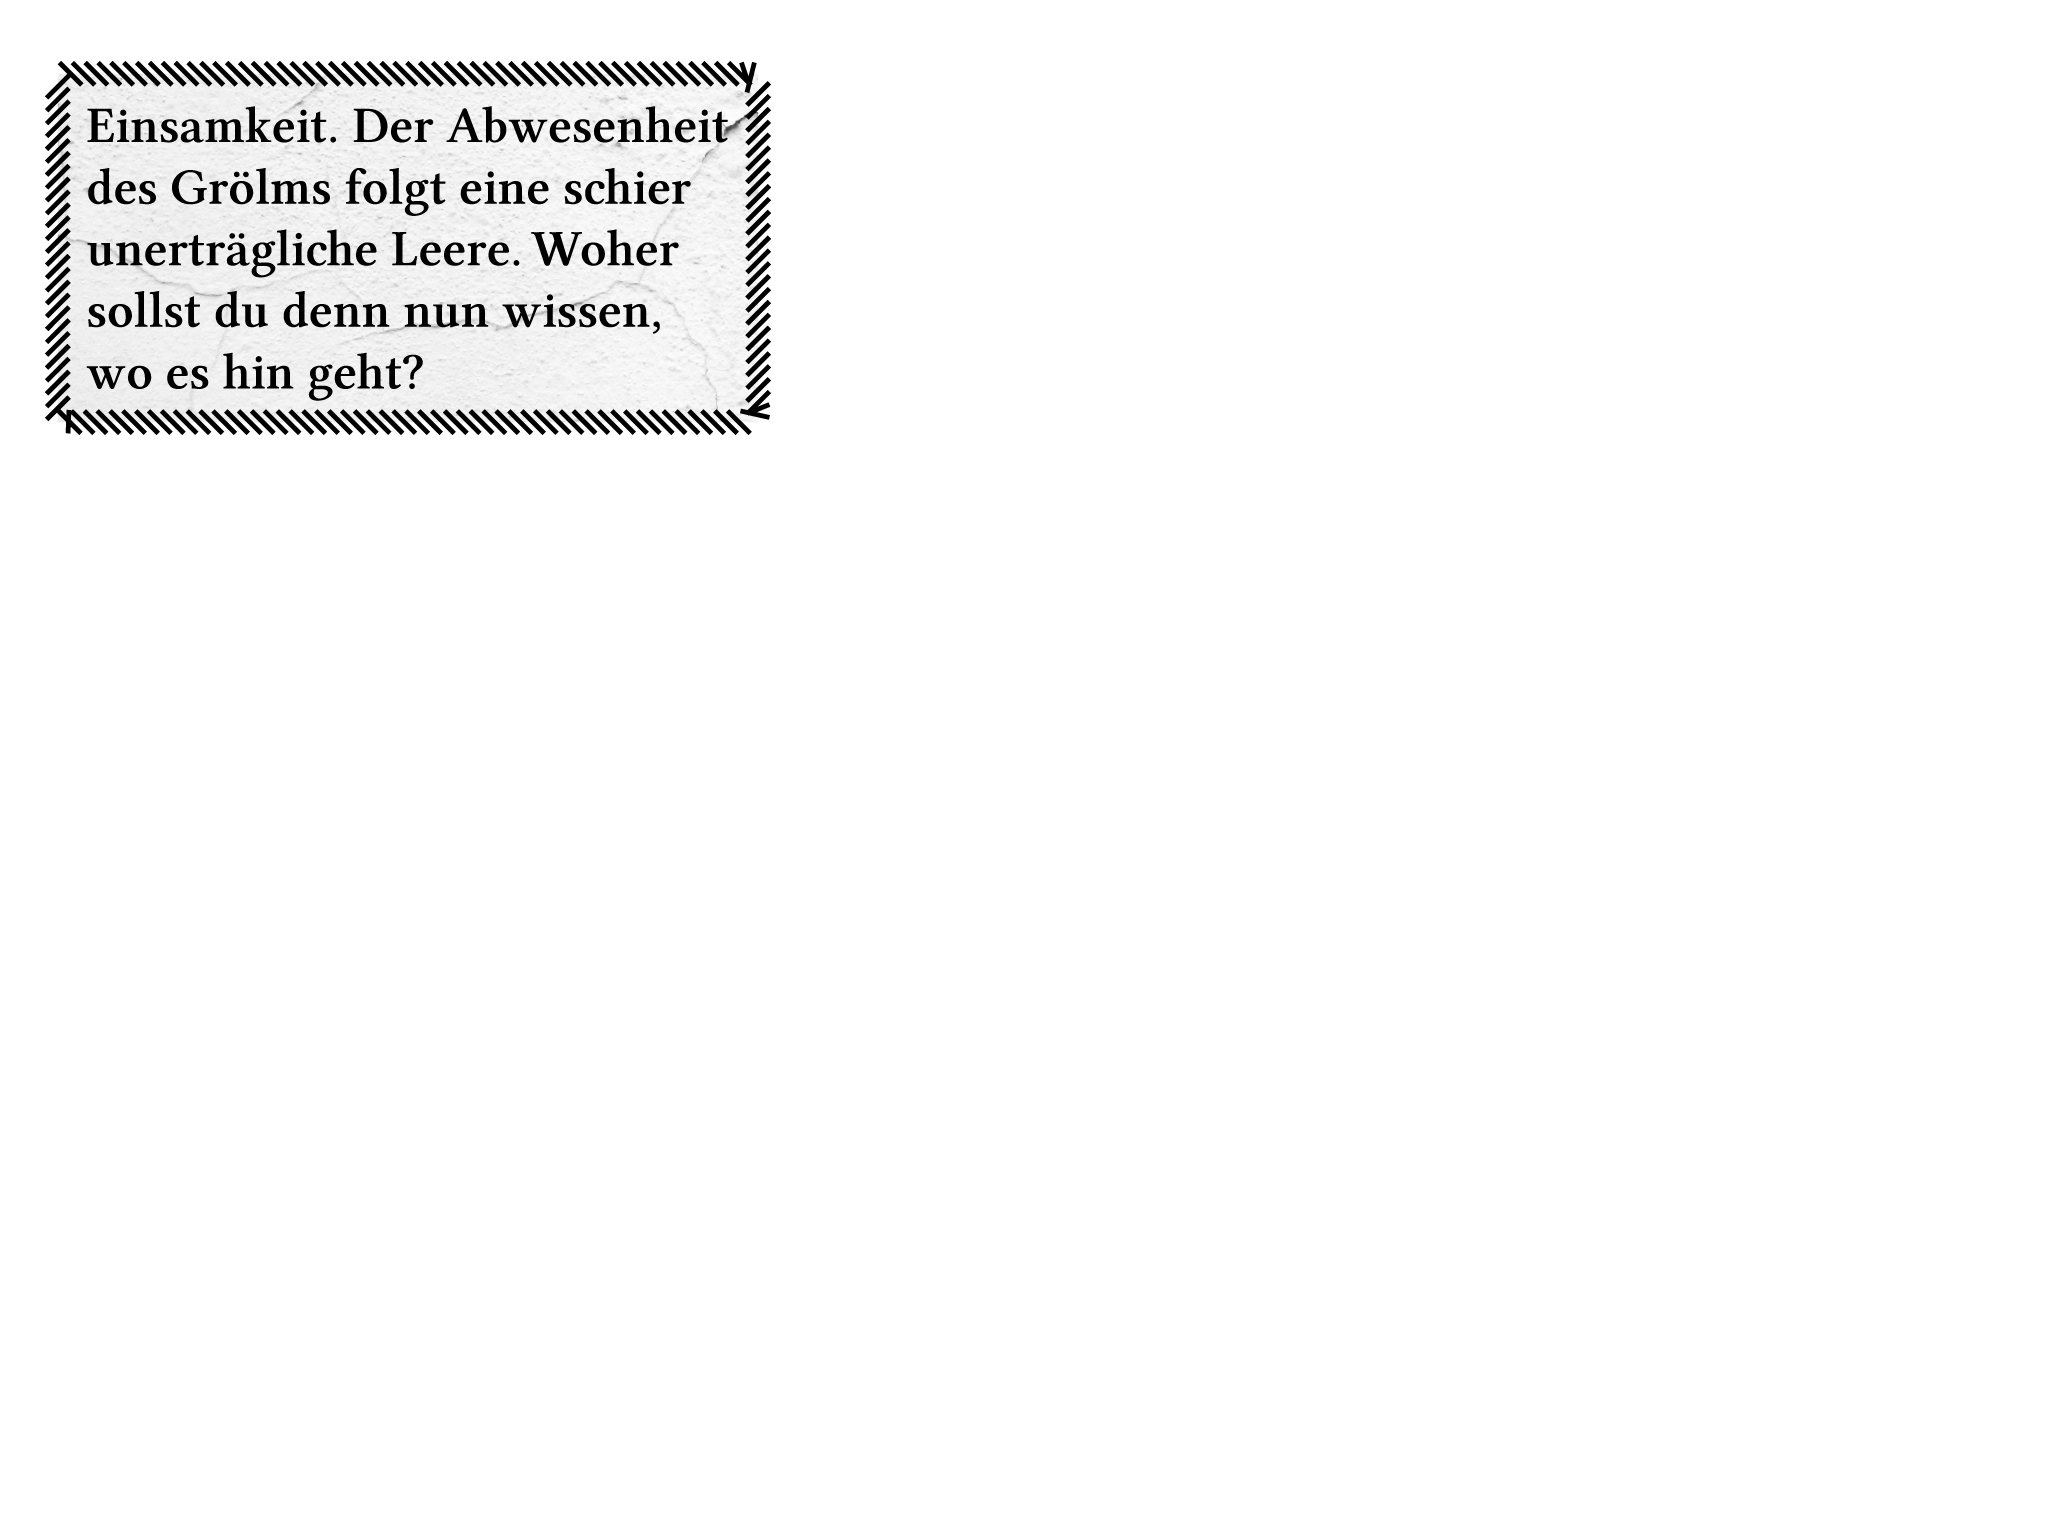 Einsamkeit. Der Abwesenheit
des Grölms folgt eine schier
unerträgliche Leere. Woher
sollst du denn nun wissen,
wo es hin geht?